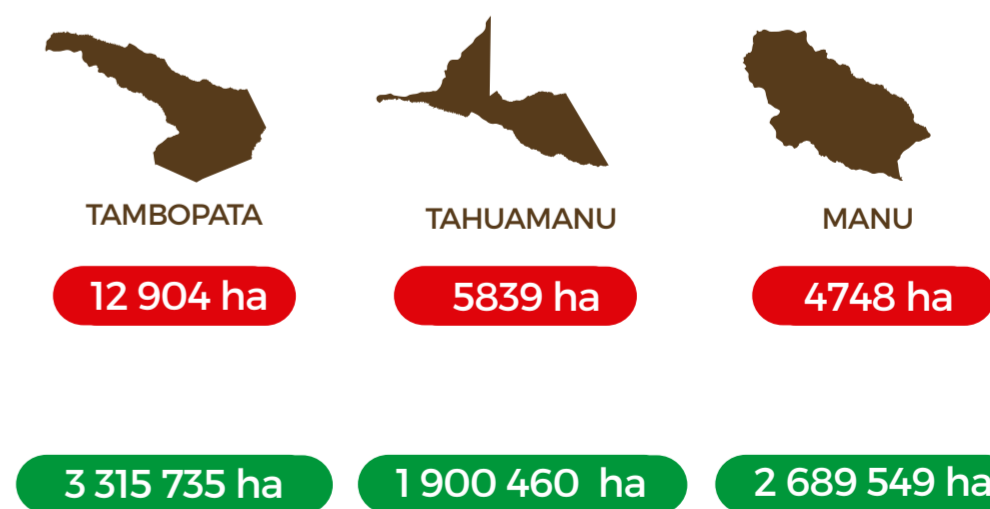 TAMBOPATA
TAHUAMANU
MANU
12 904 ha
5839 ha
4748 ha
3 315 735 ha
1 900 460 ha
2 689 549 ha